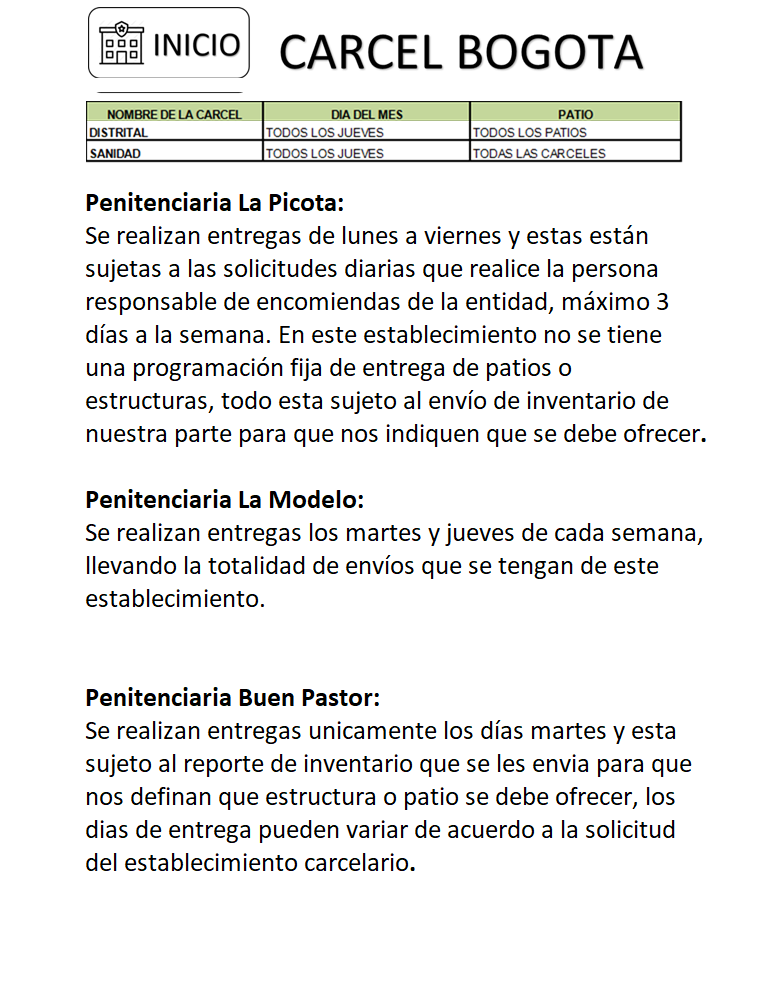 INICIO
CARCEL BOGOTA
NOMBRE DE LA CARCEL DIA DEL MES PATIO
DISTRITAL TODOS LOS JUEVES TODOS LOS PATIOS
SANIDAD TODOS LOS JUEVES TODAS LAS CARCELES
Penitenciaria La Picota:
Se realizan entregas de lunes a viernes y estas están
sujetas a las solicitudes diarias que realice la persona
responsable de encomiendas de la entidad, máximo 3
días a la semana. En este establecimiento no se tiene
una programación fija de entrega de patios o
estructuras, todo esta sujeto al envío de inventario de
nuestra parte para que nos indiquen que se debe ofrecer.
Penitenciaria La Modelo:
Se realizan entregas los martes y jueves de cada semana,
llevando la totalidad de envíos que se tengan de este
establecimiento.
Penitenciaria Buen Pastor:
Se realizan entregas unicamente los días martes y esta
sujeto al reporte de inventario que se les envia para que
nos definan que estructura o patio se debe ofrecer, los
dias de entrega pueden variar de acuerdo a la solicitud
del establecimiento carcelario.